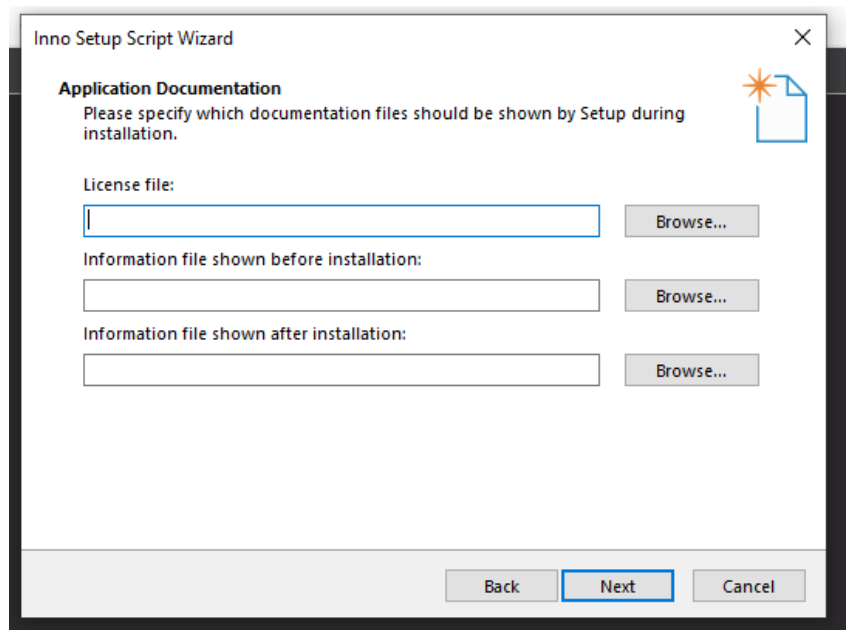 Inno Setup Script Wizard
Application Documentation
Please specify which documentation files should be shown by Setup during
installation.
License file:
Browse...
Information file shown before installation:
Browse...
Information file shown after installation:
Browse...
Back
Next
Cancel